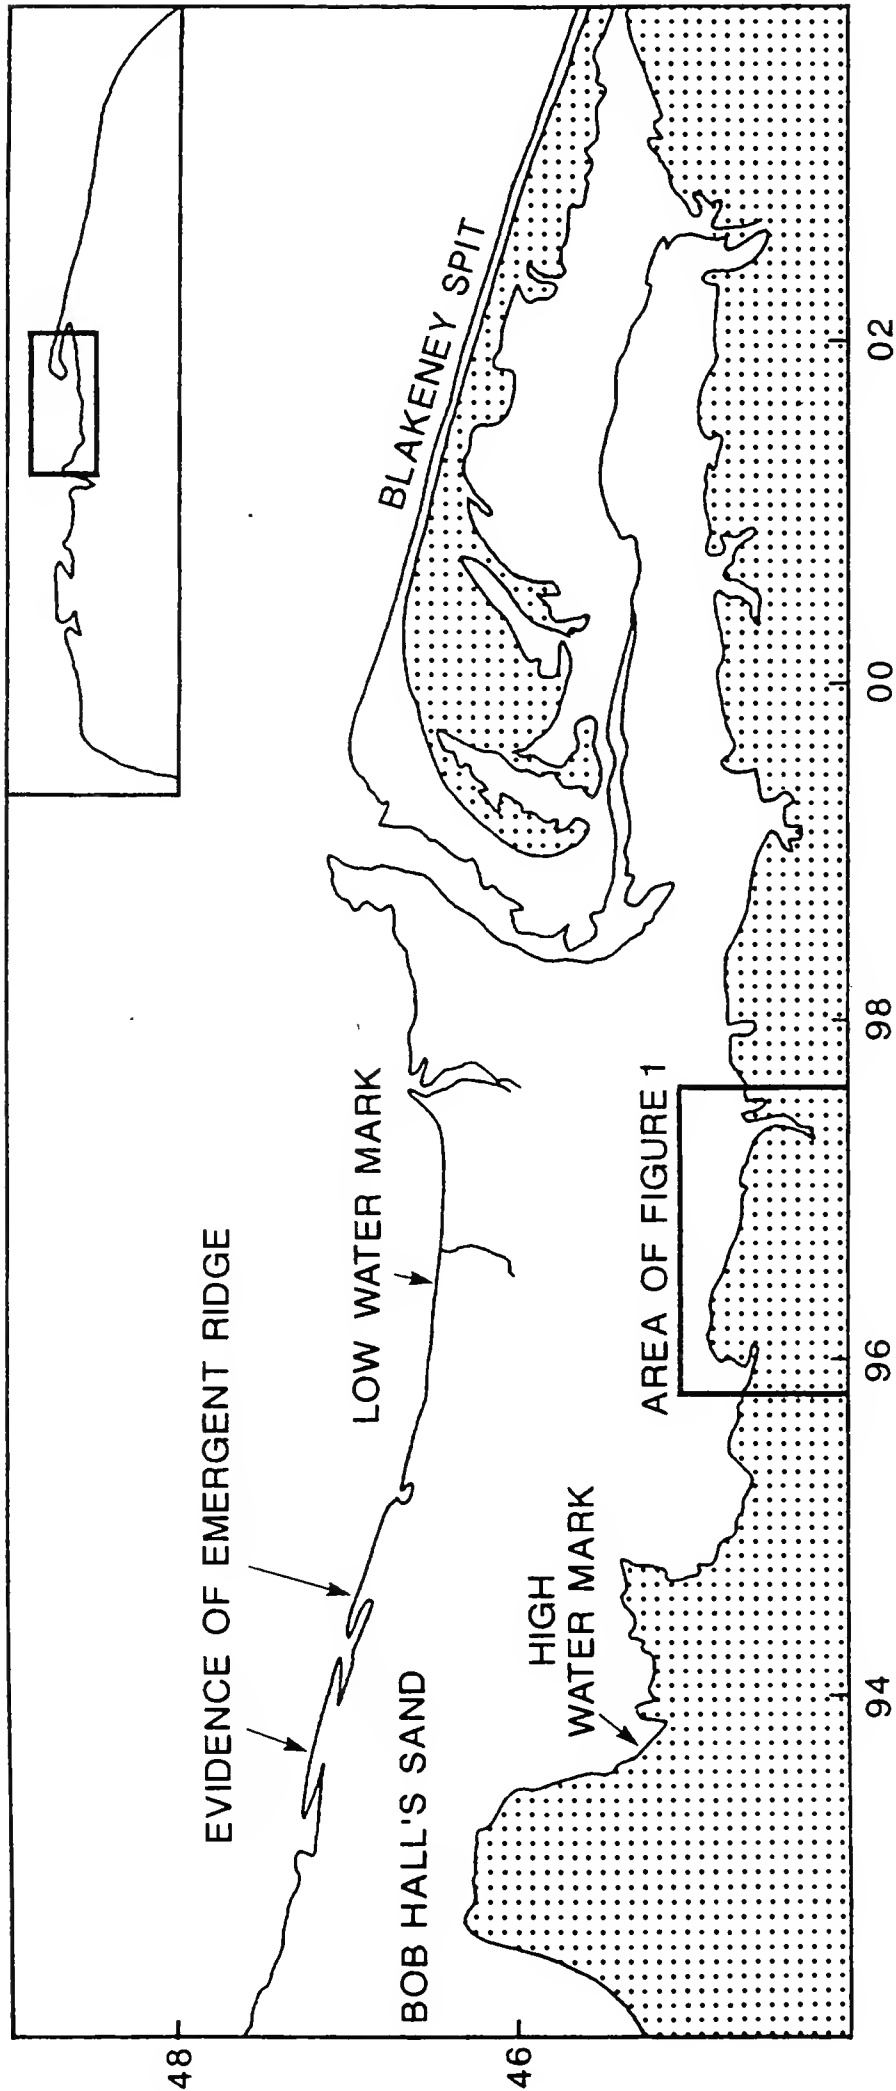 EVIDENCE OF EMERGENT RIDGE
BLAKENEY SPIT
LOW WATER MARK
BOB HALL'S SAND
HIGH
WATER MARK
AREA OF FIGURE 1
48
46
94
96
98
00
02